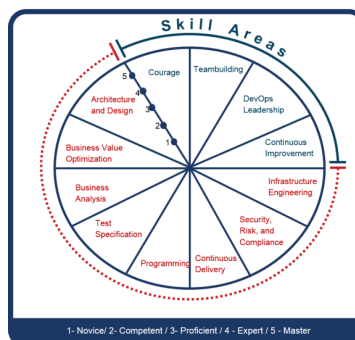 Skill Areas
Courage
Teambuilding
DevOps
Leadership
Continuous
Improvement
Infrastructure
Engineering
Security,
Risk, and
Compliance
Continuous
Delivery
Programming
Test
Specification
Business
Analysis
Business Value
Optimization
Architecture
and Design
5
4
3
2
1
1- Novice/ 2- Competent / 3- Proficient / 4 - Expert / 5 - Master